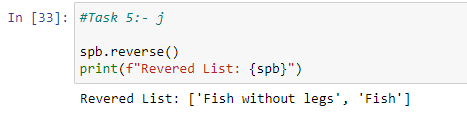 In [33]: #Task 5:- j
spb.reverse()
print(f"Revered List: {spb}")
Revered List: ['Fish without legs', 'Fish']